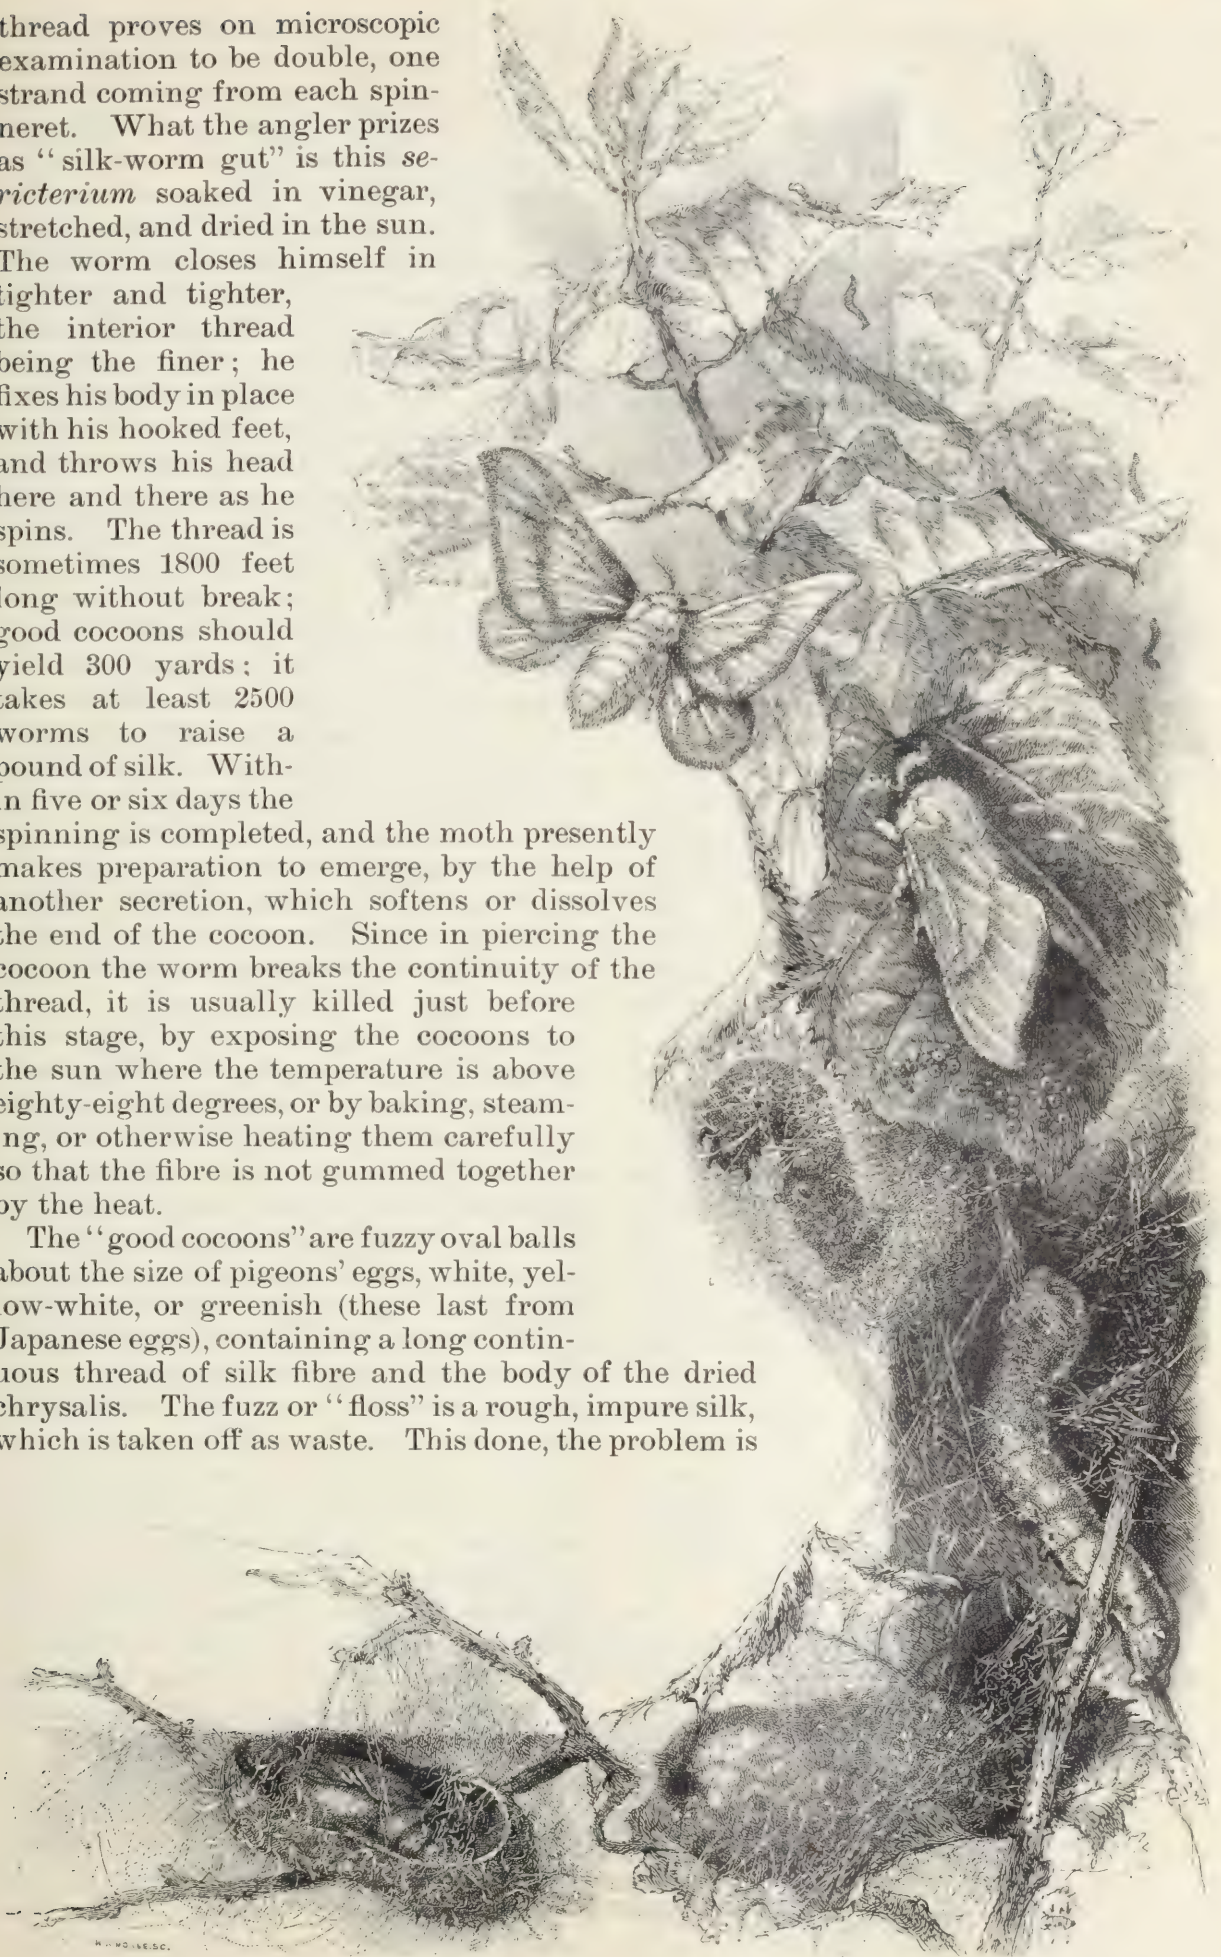 thread proves on microscopic
examination to be double, one
strand coming from each spin-
neret. What the angler prizes
as “silk-worm gut” is this se-
ricterium soaked in vinegar,
stretched, and dried in the sun.
The worm closes himself in
tighter and tighter,
the interior thread
being the finer; he
fixes his body in place
with his hooked feet,
and throws his head
here and there as he
spins. The thread is
sometimes 1800 feet
long without break;
good cocoons should
yield 300 yards; it
takes at least 2500
worms to raise a
pound of silk. With-
in five or six days the
spinning is completed, and the moth presently
makes preparation to emerge, by the help of
another secretion, which softens or dissolves
the end of the cocoon. Since in piercing the
cocoon the worm breaks the continuity of the
thread, it is usually killed just before
this stage, by exposing the cocoons to
the sun where the temperature is above
eighty-eight degrees, or by baking, steam-
ing, or otherwise heating them carefully
so that the fibre is not gummed together
by the heat.
The “good cocoons” are fuzzy oval balls
about the size of pigeons’ eggs, white, yel-
low-white, or greenish (these last from
Japanese eggs), containing a long contin-
uous thread of silk fibre and the body of the dried
chrysalis. The fuzz or “floss” is a rough, impure silk,
which is taken off as waste. This done, the problem is